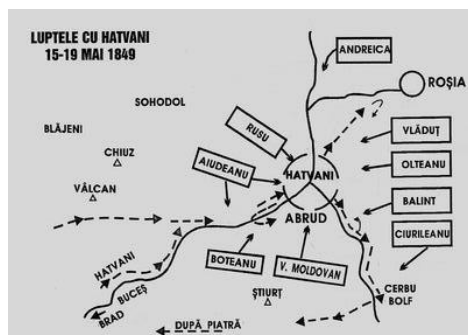 LUPTELE CU HATVANI
15-19 MAI 1849
ANDREICA
ROȘIA
SOHODOL
BLĂJENI
RUSU
VLĂDUȚ
CHIUZ
AIUDEANU
HATVANI
OLTEANU
VÂLCAN
ABRUD
BALINT
CIURILEANU
HATVANI
BOTEANU
V. MOLDOVAN
BUCEȘ
BRAD
ȘTIURȚ
CERBU
BOLF
DUPĂ PIATRĂ